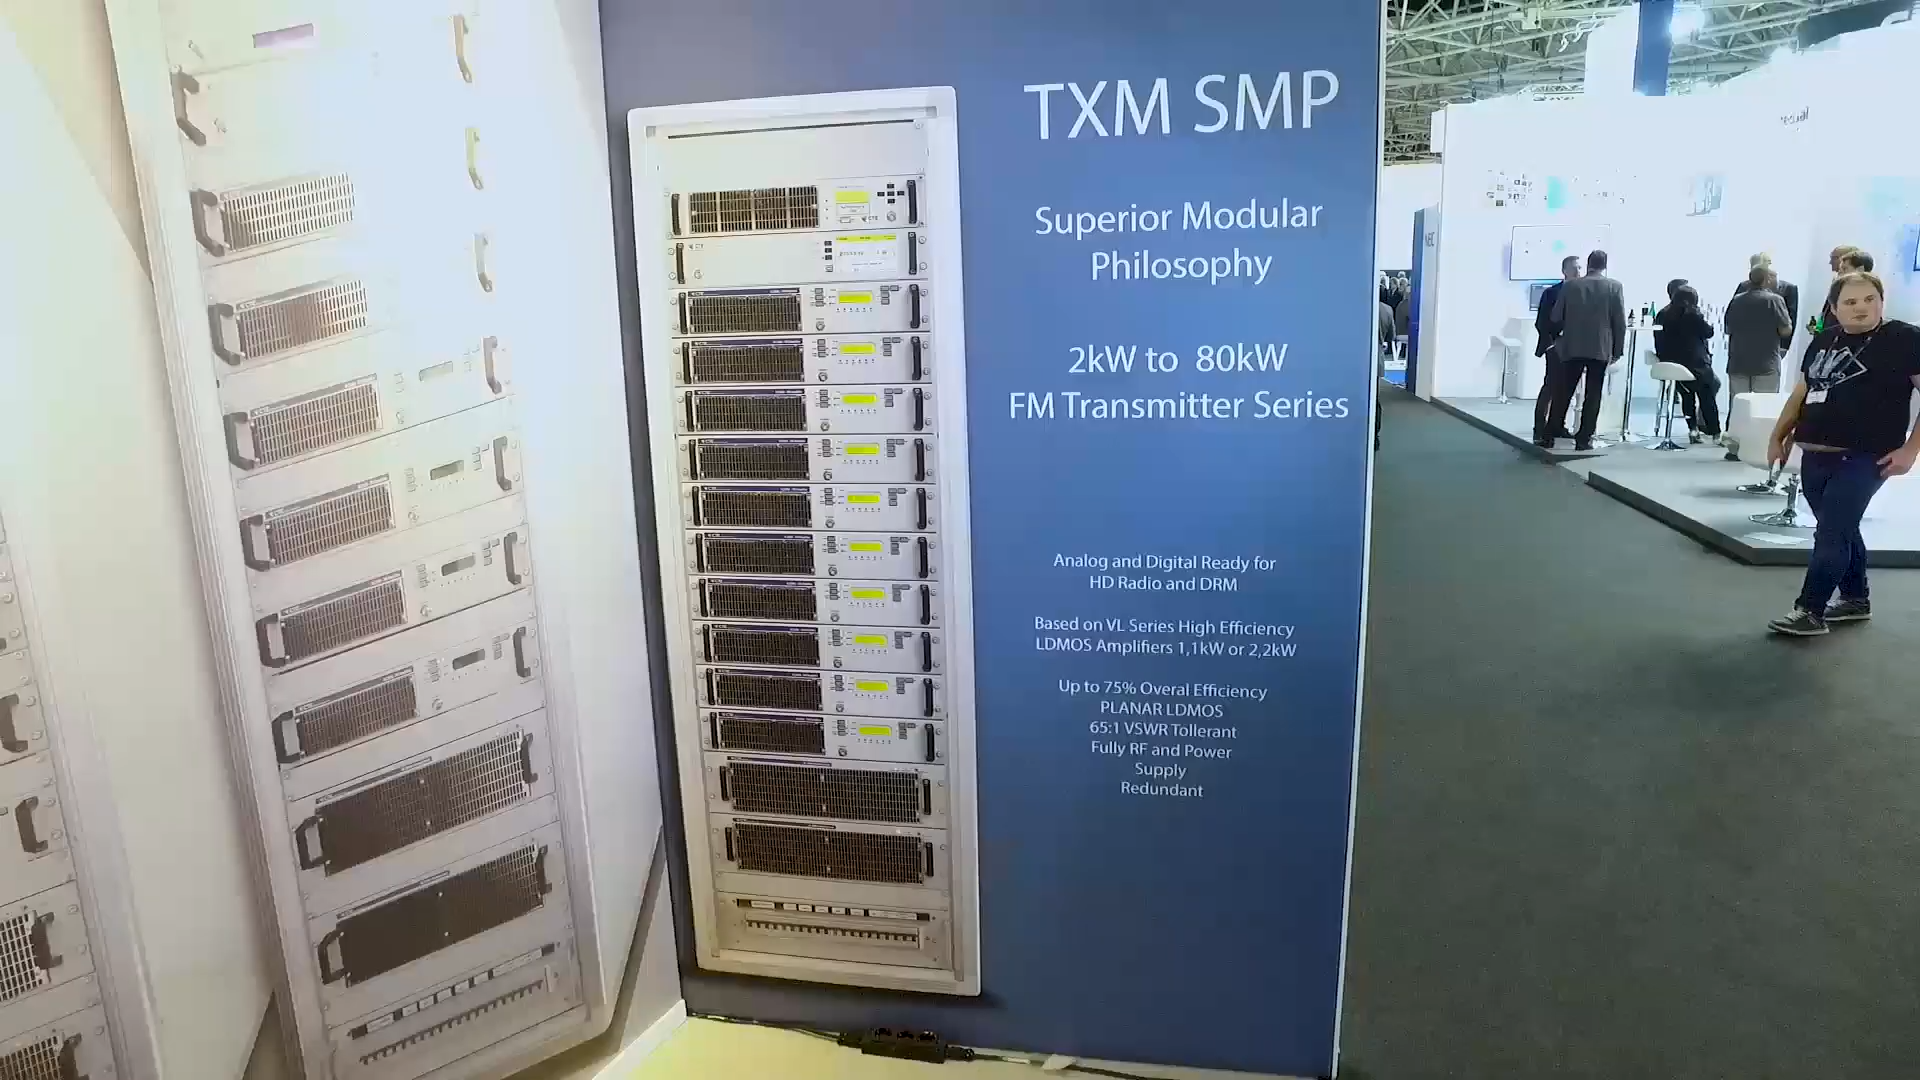 TXM SMP
Superior Modular
Philosophy
2kW to 80kW
FM Transmitter Series
Analog and Digital Ready for
HD Radio and DRM
Based on VL Series High Efficiency
LDMOS Amplifiers 1,1kW or 2,2kW
Up to 75% Overal Efficiency
PLANAR LDMOS
65:1 VSWR Tollerant
Fully RF and Power
Supply
Redundant